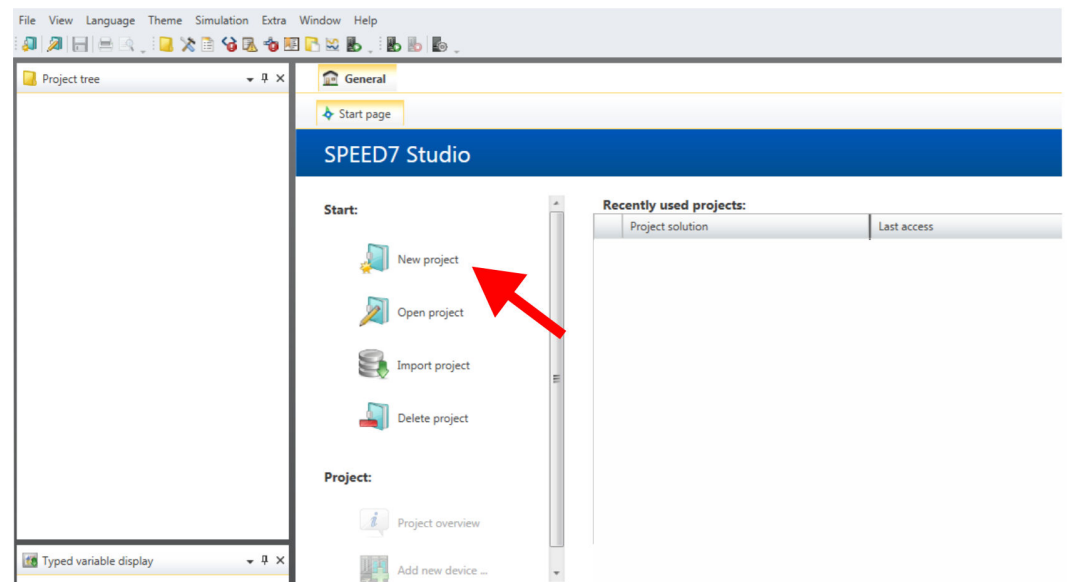 File View Language Theme Simulation Extra Window Help
Project tree
General
Start page
SPEED7 Studio
Start:
Recently used projects:
Project solution Last access
New project
Open project
Import project
Delete project
Project:
Project overview
Typed variable display
Add new device ...